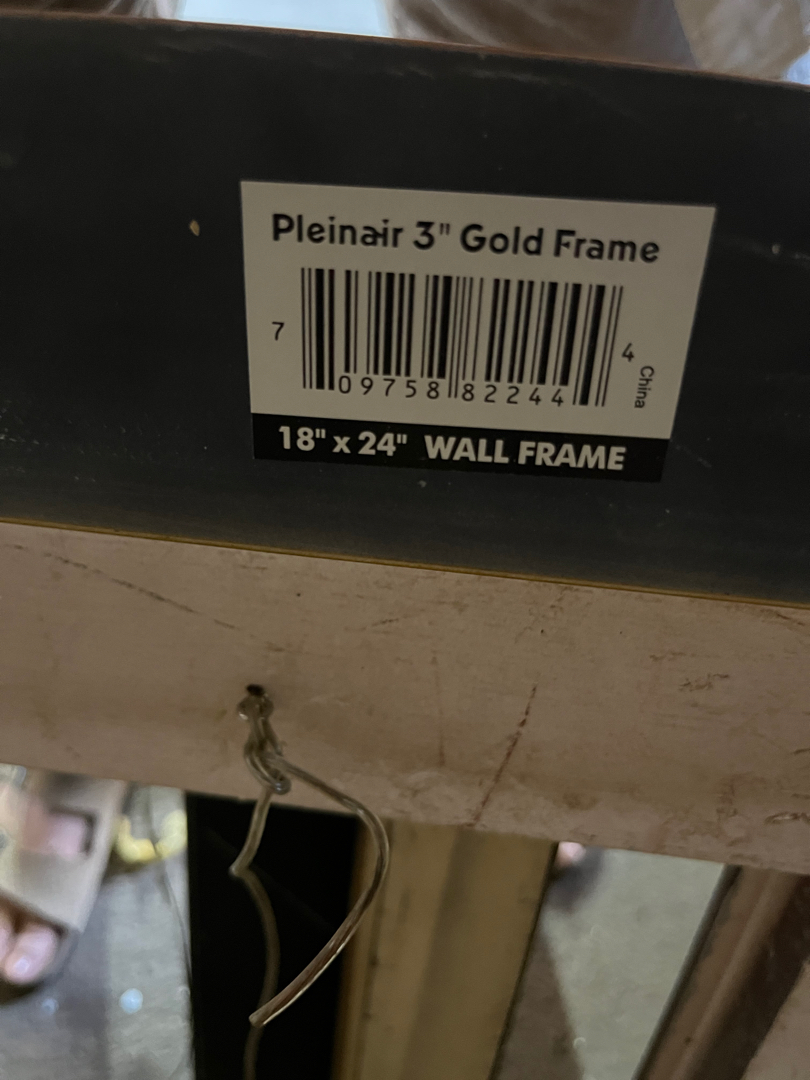 Pleinair 3" Gold Frame
7 09758 82244 4
China
18" x 24" WALL FRAME